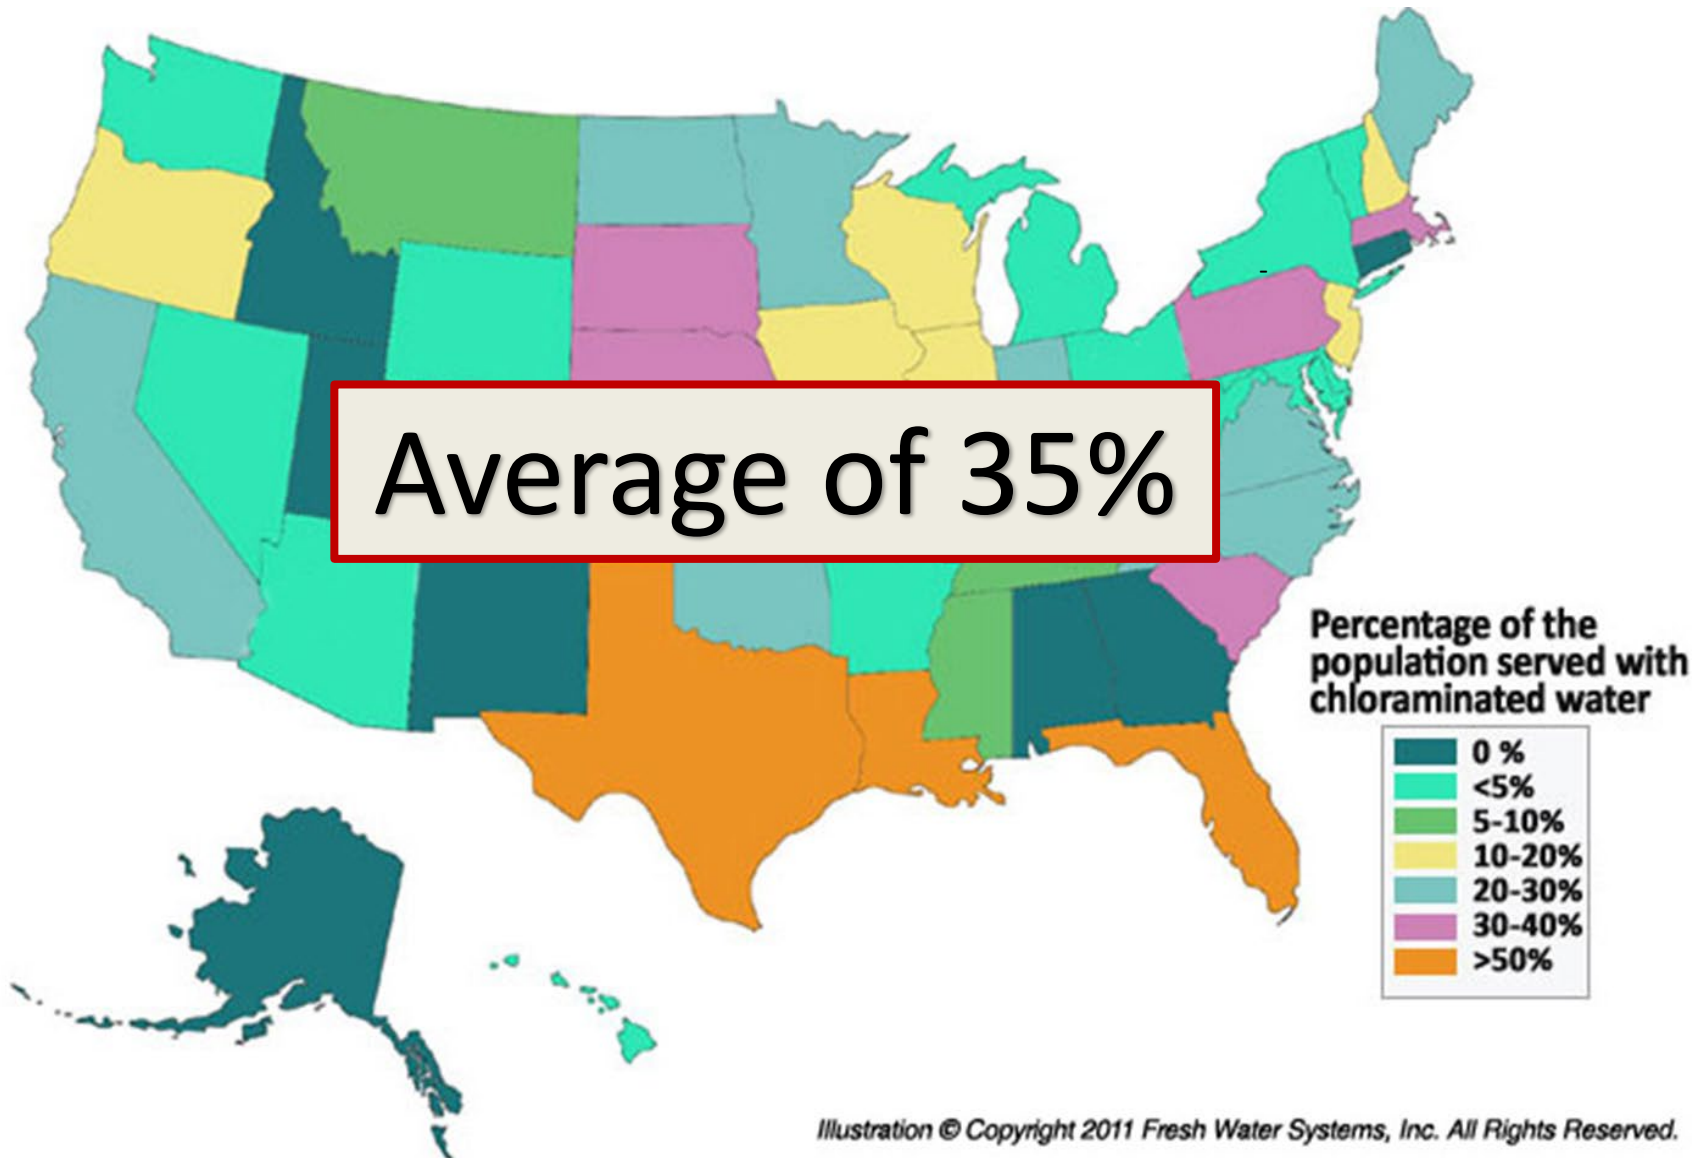 Average of 35%
Percentage of the
population served with
chloraminated water
0 %
<5%
5-10%
10-20%
20-30%
30-40%
>50%
Illustration © Copyright 2011 Fresh Water Systems, Inc. All Rights Reserved.